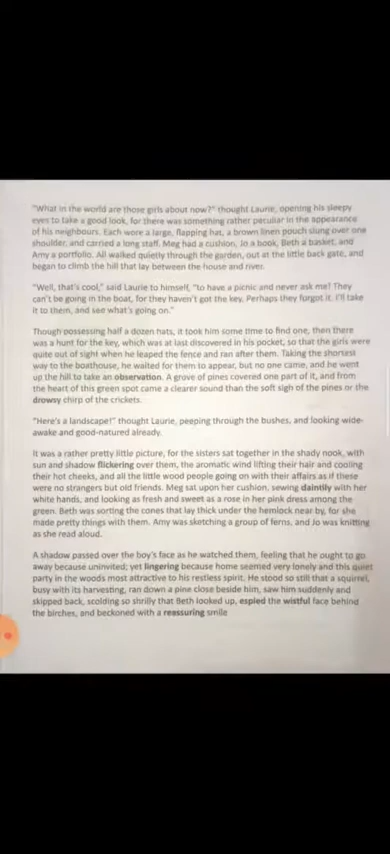 "What in the world are those girls about now?" thought Laurie, opening his sleepy
eyes to take a good look, for there was something rather peculiar in the appearance
of his neighbours. Each wore a large, flapping hat, a brown linen pouch slung over one
shoulder, and carried a long staff. Meg had a cushion, Jo a book, Beth a basket, and
Amy a portfolio. All walked quietly through the garden, out at the little back gate, and
began to climb the hill that lay between the house and river.
"Well, that's cool," said Laurie to himself, "to have a picnic and never ask me! They
can't be going in the boat, for they haven't got the key. Perhaps they forgot it. I'll take
it to them, and see what's going on."
Though possessing half a dozen hats, it took him some time to find one, then there
was a hunt for the key, which was at last discovered in his pocket, so that the girls were
quite out of sight when he leaped the fence and ran after them. Taking the shortest
way to the boathouse, he waited for them to appear, but no one came, and he went
up the hill to take an observation. A grove of pines covered one part of it, and from
the heart of this green spot came a clearer sound than the soft sigh of the pines or the
drowsy chirp of the crickets.
"Here's a landscape!" thought Laurie, peeping through the bushes, and looking wide-
awake and good-natured already.
It was a rather pretty little picture, for the sisters sat together in the shady nook, with
sun and shadow flickering over them, the aromatic wind lifting their hair and cooling
their hot cheeks, and all the little wood people going on with their affairs as if these
were no strangers but old friends. Meg sat upon her cushion, sewing daintily with her
white hands, and looking as fresh and sweet as a rose in her pink dress among the
green. Beth was sorting the cones that lay thick under the hemlock near by, for she
made pretty things with them. Amy was sketching a group of ferns, and Jo was knitting
as she read aloud.
A shadow passed over the boy's face as he watched them, feeling that he ought to go
away because uninvited; yet lingering because home seemed very lonely and this quiet
party in the woods most attractive to his restless spirit. He stood so still that a squirrel,
busy with its harvesting, ran down a pine close beside him, saw him suddenly and
skipped back, scolding so shrilly that Beth looked up, espied the wistful face behind
the birches, and beckoned with a reassuring smile